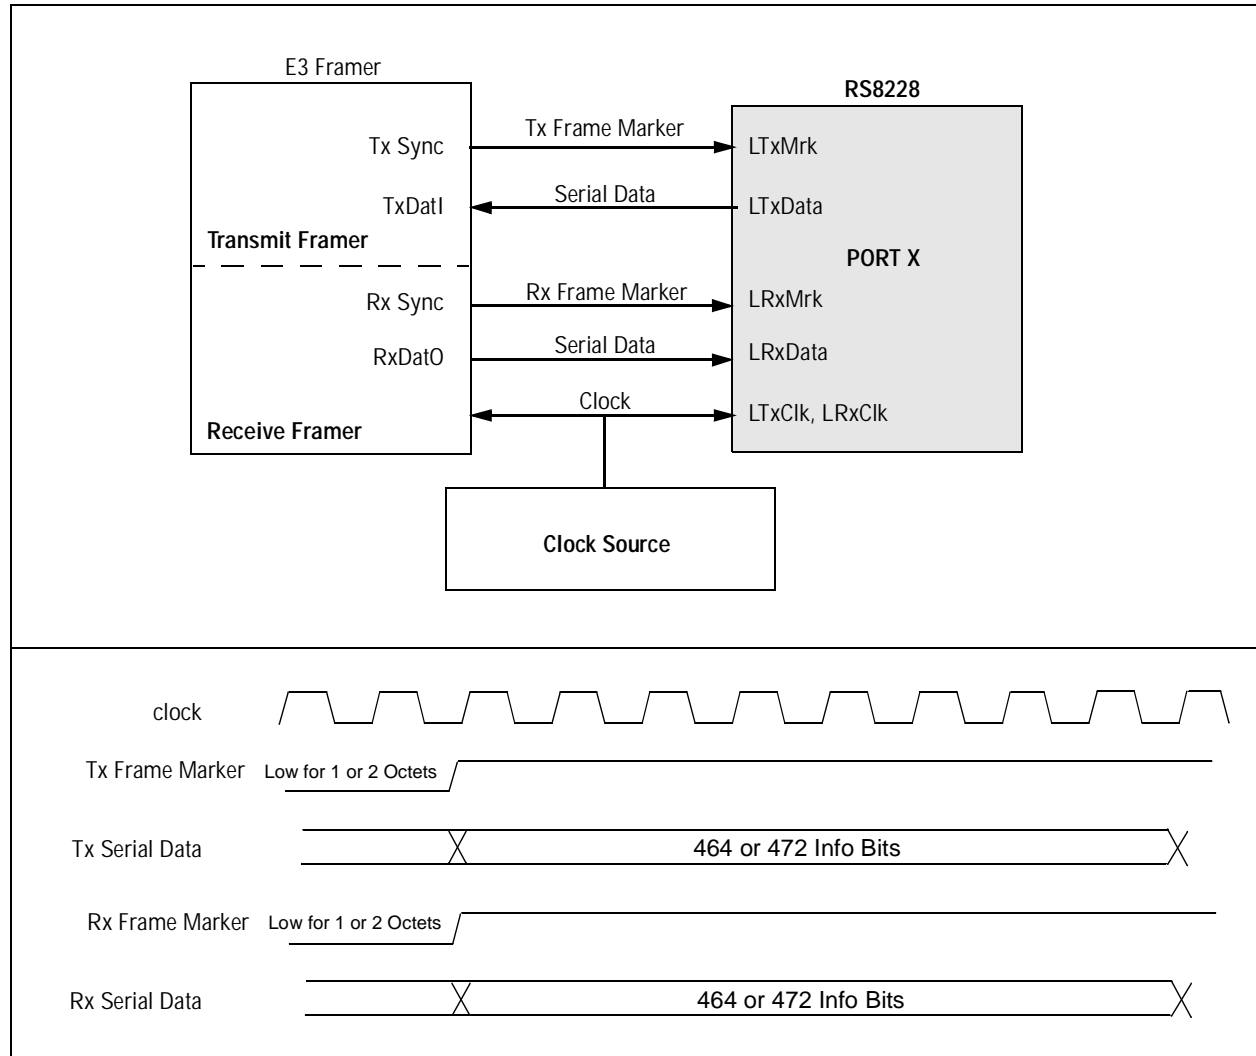 E3 Framer
RS8228
Tx Sync
Tx Frame Marker
LTxMrk
TxDatI
Serial Data
LTxData
Transmit Framer
PORT X
Rx Sync
Rx Frame Marker
LRxMrk
RxDatO
Serial Data
LRxData
Clock
LTxClk, LRxClk
Receive Framer
Clock Source
clock
Tx Frame Marker Low for 1 or 2 Octets
Tx Serial Data 464 or 472 Info Bits
Rx Frame Marker Low for 1 or 2 Octets
Rx Serial Data 464 or 472 Info Bits